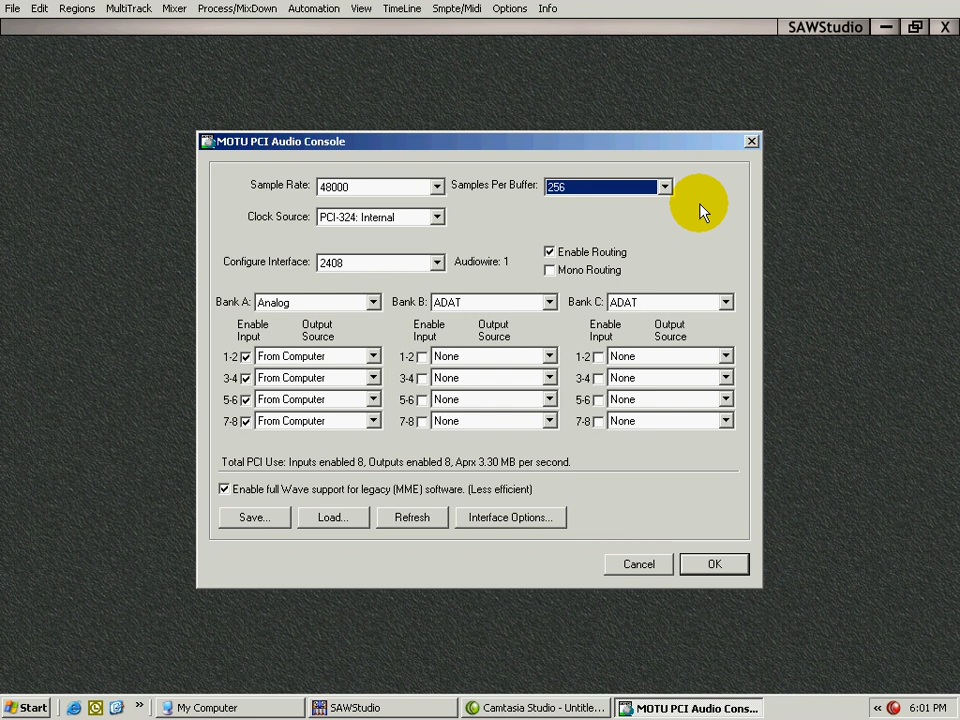 File Edit Regions MultiTrack Mixer Process/MixDown Automation View TimeLine Smpte/Midi Options Info
SAWStudio X
MOTU PCI Audio Console
Sample Rate: 48000 Samples Per Buffer: 256
Clock Source: PCI-324: Internal
Configure Interface: 2408 Audiowire: 1 Enable Routing
Mono Routing
Bank A: Analog Bank B: ADAT Bank C: ADAT
Enable Output Enable Output Enable Output
Input Source Input Source Input Source
1-2 From Computer 1-2 None 1-2 None
3-4 From Computer 3-4 None 3-4 None
5-6 From Computer 5-6 None 5-6 None
7-8 From Computer 7-8 None 7-8 None
Total PCI Use: Inputs enabled 8, Outputs enabled 8, Aprx 3.30 MB per second.
Enable full Wave support for legacy (MME) software. (Less efficient)
Save... Load... Refresh Interface Options...
Cancel OK
Start » My Computer SAWStudio Camtasia Studio - Untitle... MOTU PCI Audio Cons... « 6:01 PM